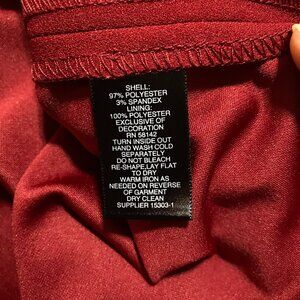 SHELL:
97% POLYESTER
3% SPANDEX
LINING:
100% POLYESTER
EXCLUSIVE OF
DECORATION
RN 58142
TURN INSIDE OUT
HAND WASH COLD
SEPARATELY
DO NOT BLEACH
RE-SHAPE, LAY FLAT
TO DRY
WARM IRON AS
NEEDED ON REVERSE
OF GARMENT
DRY CLEAN
SUPPLIER 15303-1